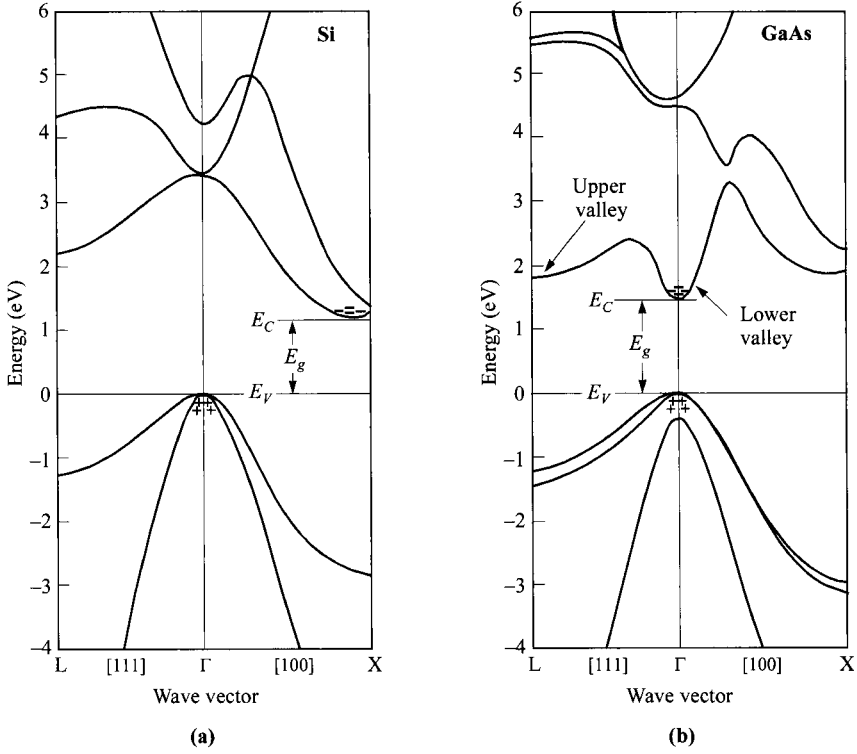 Si
6
5
4
3
2
1
0
−1
−2
−3
−4
Energy (eV)
E_C
E_g
E_V
L [111] Γ [100] X
Wave vector
(a)
GaAs
6
5
4
3
2
1
0
−1
−2
−3
−4
Energy (eV)
Upper
valley
Lower
valley
E_C
E_g
E_V
L [111] Γ [100] X
Wave vector
(b)